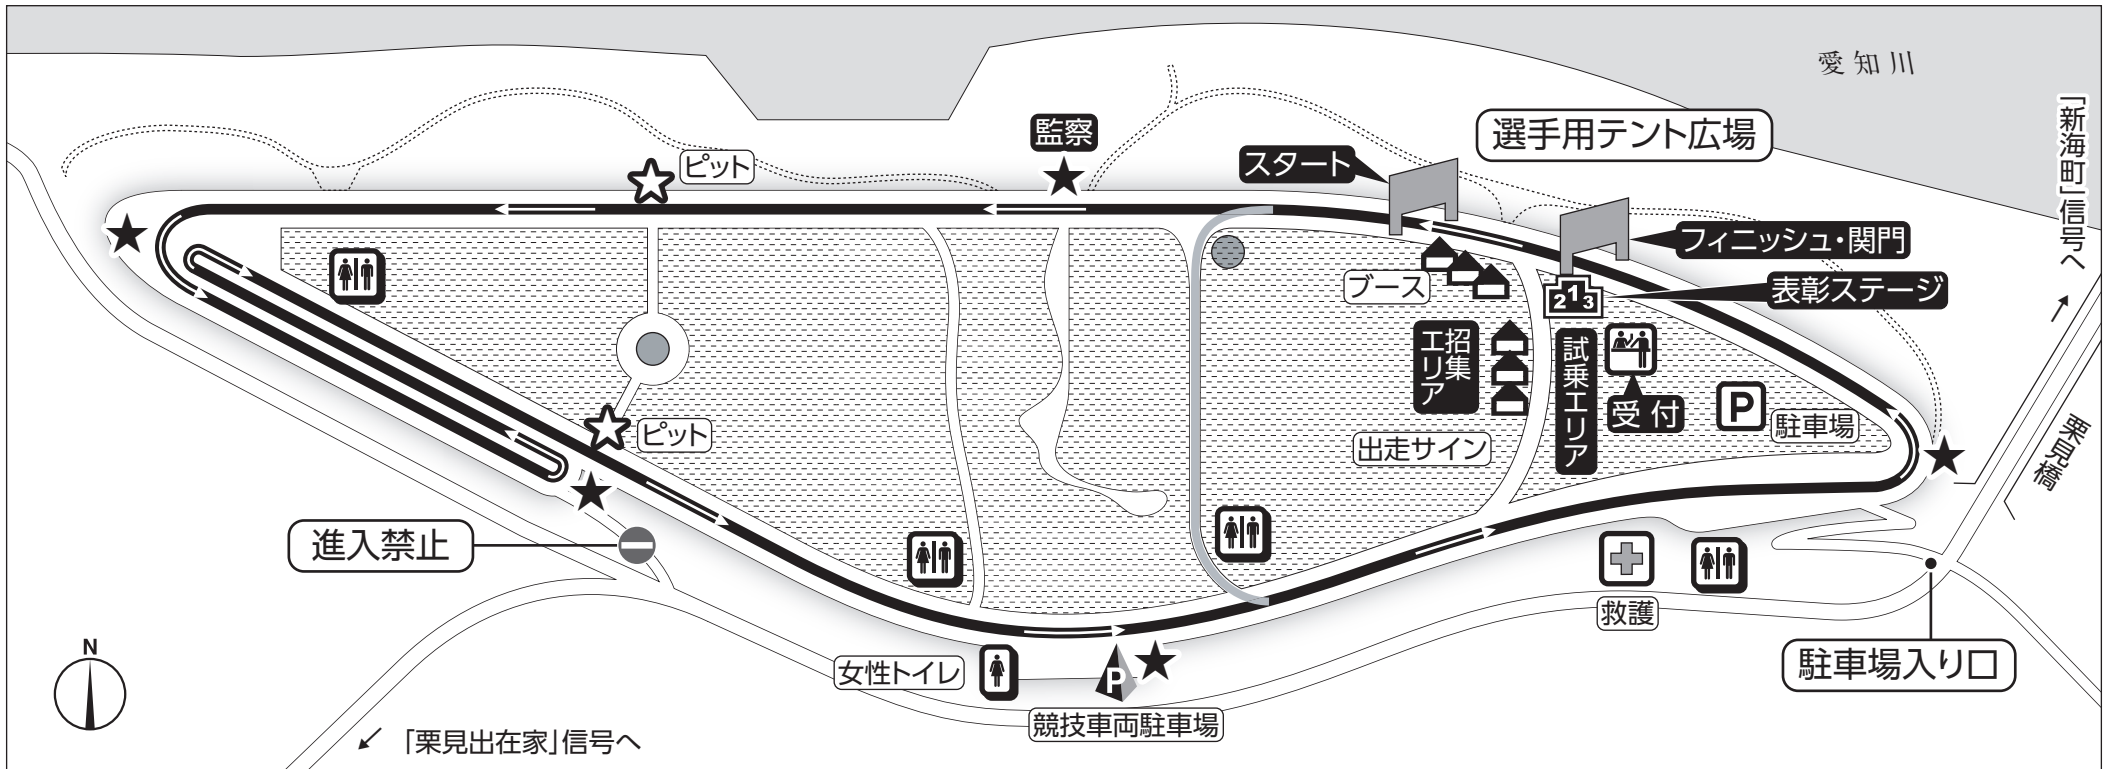 愛知川
「新海町」信号へ
選手用テント広場
監察
スタート
ピット
フィニッシュ・関門
表彰ステージ
ブース
213
招集
エリア
試乗エリア
受付
P
駐車場
出走サイン
ピット
栗見橋
進入禁止
救護
駐車場入り口
女性トイレ
P
競技車両駐車場
N
「栗見出在家」信号へ